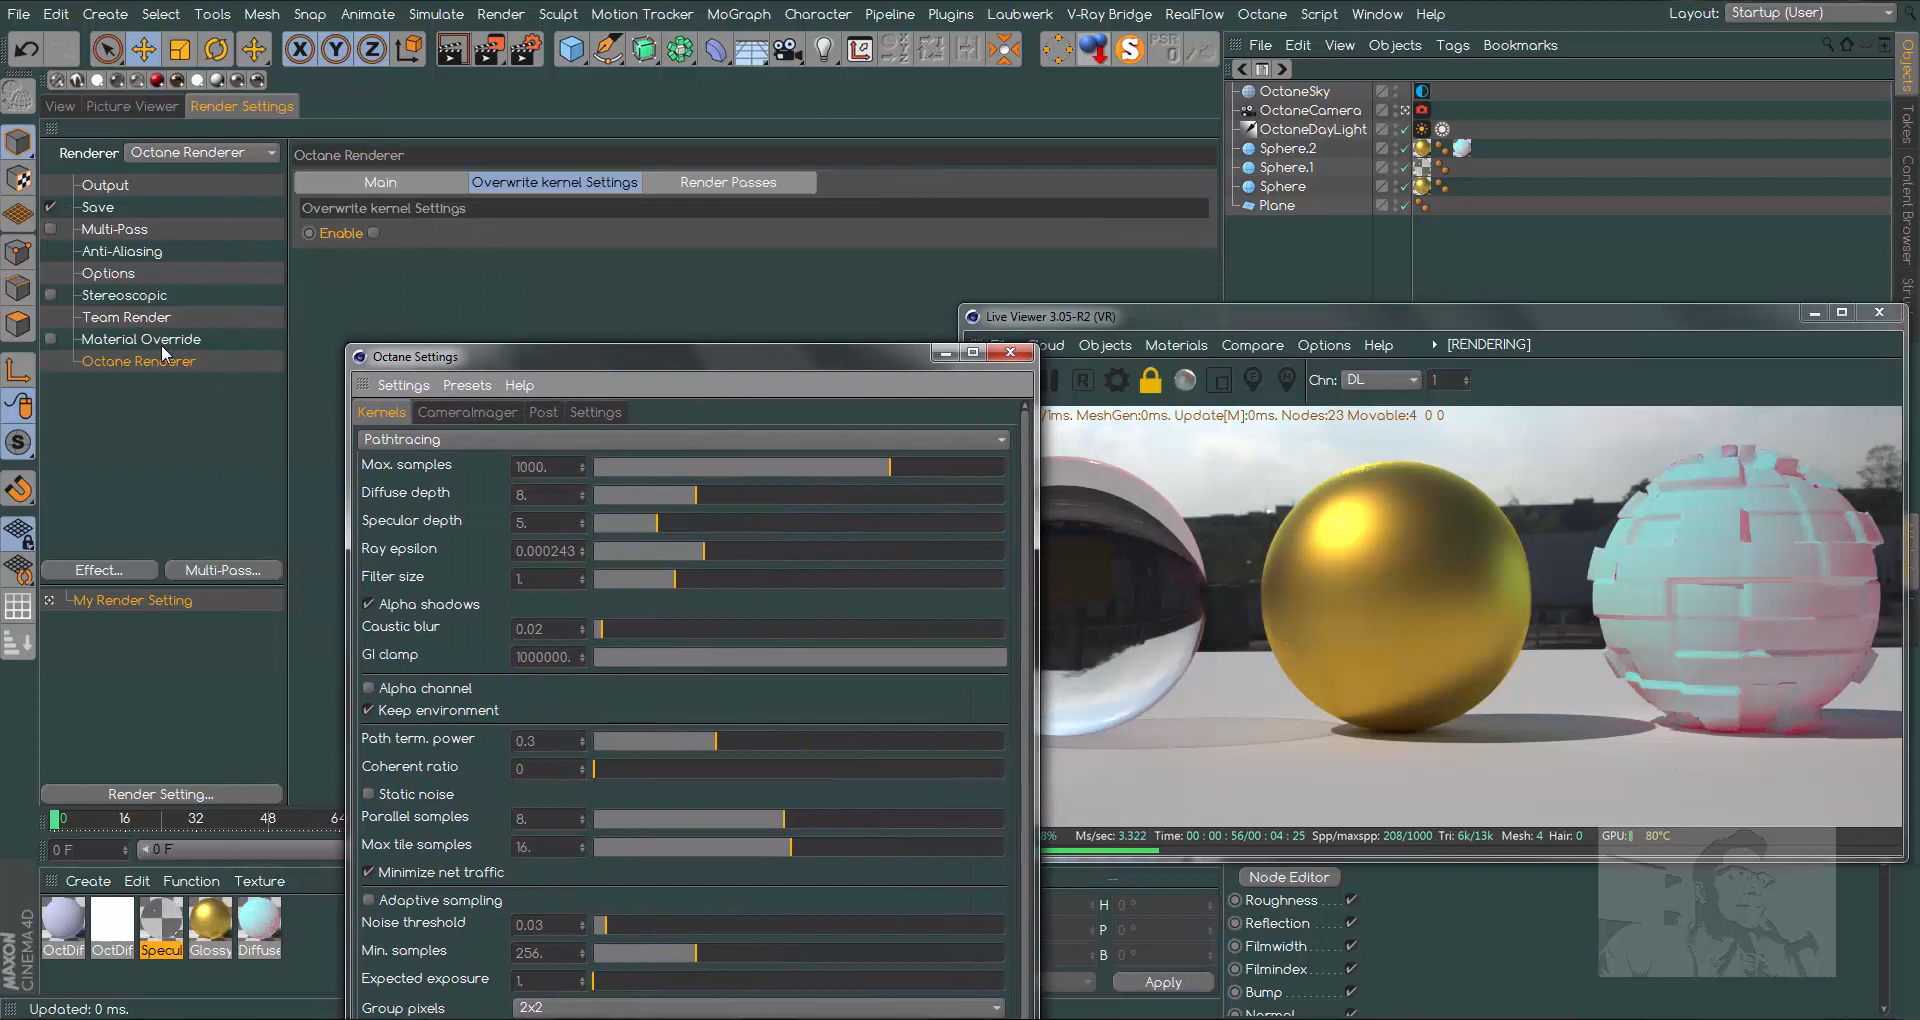 File Edit Create Select Tools Mesh Snap Animate Simulate Render Sculpt Motion Tracker MoGraph Character Pipeline Plugins Laubwerk V-Ray Bridge RealFlow Octane Script Window Help
Layout: Startup (User)
X Y Z
S
PSR
0
File Edit View Objects Tags Bookmarks
Objects
Takes
Content Browser
View Picture Viewer Render Settings
OctaneSky
OctaneCamera
OctaneDayLight
Sphere.2
Sphere.1
Sphere
Plane
Renderer Octane Renderer
Output
Save
Multi-Pass
Anti-Aliasing
Options
Stereoscopic
Team Render
Material Override
Octane Renderer
Effect... Multi-Pass...
My Render Setting
Render Setting...
Octane Renderer
Main Overwrite kernel Settings Render Passes
Overwrite kernel Settings
Enable
Octane Settings
Settings Presets Help
Kernels CameraImager Post Settings
Pathtracing
Max. samples 1000.
Diffuse depth 8.
Specular depth 5.
Ray epsilon 0.000243
Filter size 1.
Alpha shadows
Caustic blur 0.02
GI clamp 1000000.
Alpha channel
Keep environment
Path term. power 0.3
Coherent ratio 0
Static noise
Parallel samples 8.
Max tile samples 16.
Minimize net traffic
Adaptive sampling
Noise threshold 0.03
Min. samples 256.
Expected exposure 1.
Group pixels 2x2
Live Viewer 3.05-R2 (VR)
oud Objects Materials Compare Options Help [RENDERING]
R Chn: DL 1
/1ms. MeshGen:0ms. Update[M]:0ms. Nodes:23 Movable:4 0 0
8% Ms/sec: 3.322 Time: 00 : 00 : 56/00 : 04 : 25 Spp/maxspp: 208/1000 Tri: 6k/13k Mesh: 4 Hair: 0 GPU: 80°C
H 0°
P 0°
B 0°
Apply
Node Editor
Roughness
Reflection
Filmwidth
Filmindex
Bump
Normal
0 16 32 48 64
0 F 0 F
Create Edit Function Texture
OctDif OctDif Specul Glossy Diffuse
MAXON
CINEMA4D
Updated: 0 ms.